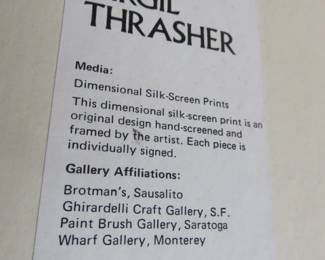 THRASHER
Media:
Dimensional Silk-Screen Prints
This dimensional silk-screen print is an
original design hand-screened and
framed by the artist. Each piece is
individually signed.
Gallery Affiliations:
Brotman's, Sausalito
Ghirardelli Craft Gallery, S.F.
Paint Brush Gallery, Saratoga
Wharf Gallery, Monterey